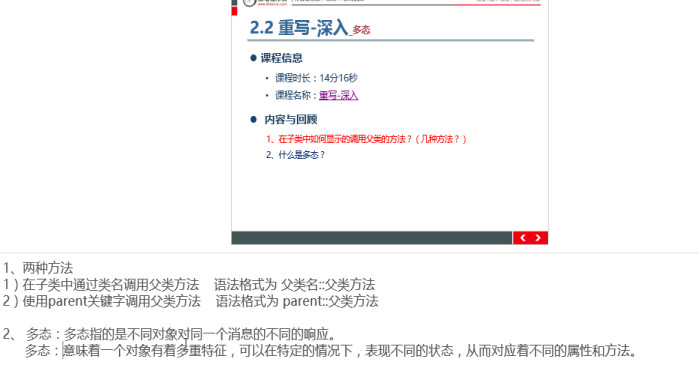 2.2 重写-深入_多态
● 课程信息
• 课程时长：14分16秒
• 课程名称：重写-深入
● 内容与回顾
1、在子类中如何显示的调用父类的方法？（几种方法？）
2、什么是多态？
1、两种方法
1）在子类中通过类名调用父类方法 语法格式为 父类名::父类方法
2）使用parent关键字调用父类方法 语法格式为 parent::父类方法
2、 多态：多态指的是不同对象对同一个消息的不同的响应。
多态：意味着一个对象有着多重特征，可以在特定的情况下，表现不同的状态，从而对应着不同的属性和方法。